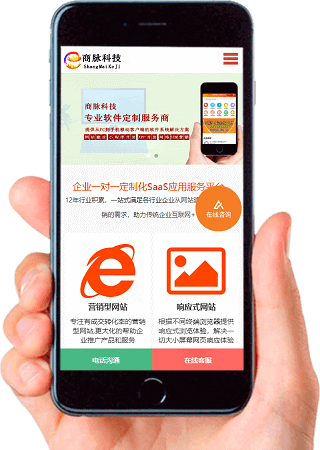 商脉科技
ShangMaiKeJi
商脉科技
专业软件定制服务商
提供从PC到手机移动客户端的软件系统解决方案
企业一对一定制化SaaS应用服务平台
12年行业积累，一站式满足各行业企业从网站
销的需求，助力传统企业互联网+
在线咨询
营销型网站
专注有成交转化率的营销
型网站,更大化的帮助企
业推广产品和服务
响应式网站
根据不同终端浏览器提供
响应式浏览体验，解决一
切大小屏幕网页响应体验
电话沟通
在线客服